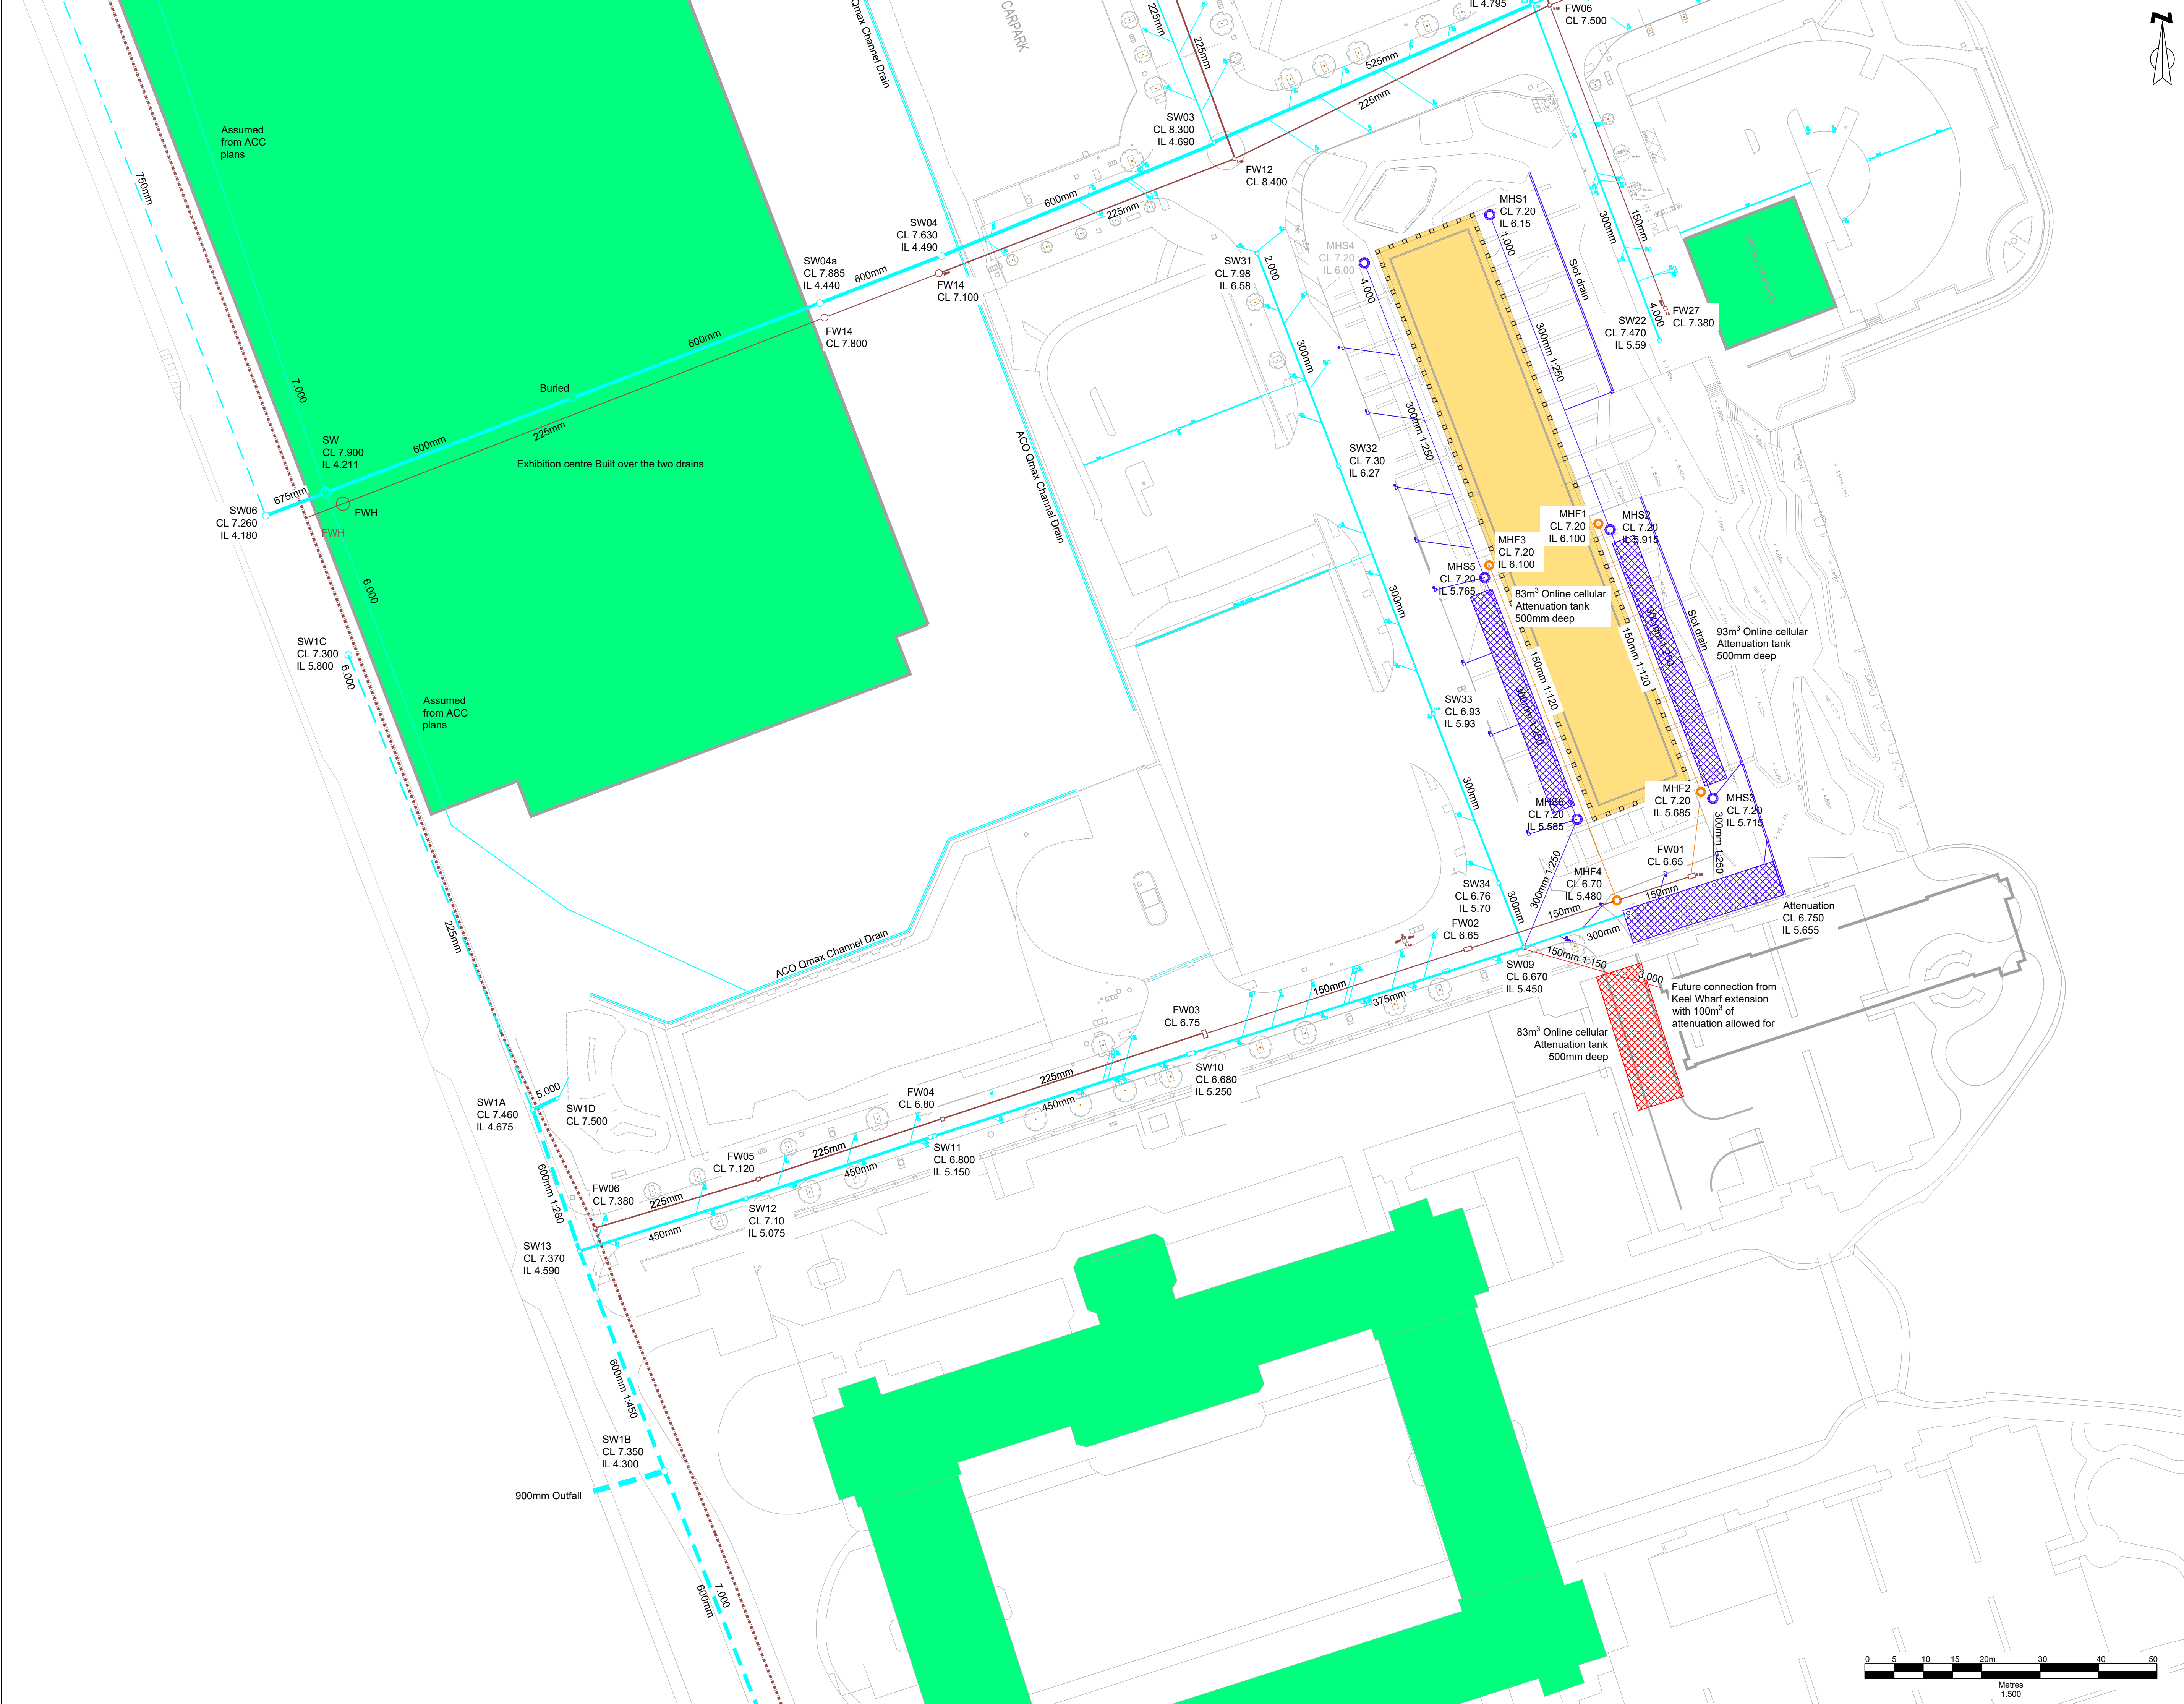 IL 4.795
FW06
CL 7.500
N
225mm
225mm
Qmax Channel Drain
CARPARK
525mm
225mm
SW03
CL 8.300
IL 4.690
FW12
CL 8.400
Assumed
from ACC
plans
750mm
600mm
225mm
SW04
CL 7.630
IL 4.490
SW04a
CL 7.885
IL 4.440
600mm
FW14
CL 7.100
FW14
CL 7.800
SW31
CL 7.98
IL 6.58
2.000
MHS4
CL 7.20
IL 6.00
4.000
MHS1
CL 7.20
IL 6.15
1.000
Slot drain
300mm
150mm
4.000
FW27
CL 7.380
SW22
CL 7.470
IL 5.59
300mm
300mm 1:250
300mm 1:250
600mm
Buried
7.000
SW
CL 7.900
IL 4.211
600mm
225mm
Exhibition centre Built over the two drains
675mm
SW06
CL 7.260
IL 4.180
FWH
FWH
6.000
ACO Qmax Channel Drain
SW32
CL 7.30
IL 6.27
MHF1
CL 7.20
IL 6.100
MHS2
CL 7.20
IL 5.915
MHF3
CL 7.20
IL 6.100
MHS5
CL 7.20
IL 5.765
83m3 Online cellular
Attenuation tank
500mm deep
300mm
300mm 1:250
150mm 1:120
Slot drain
93m3 Online cellular
Attenuation tank
500mm deep
150mm 1:120
300mm 1:250
SW1C
CL 7.300
IL 5.800
6.000
Assumed
from ACC
plans
SW33
CL 6.93
IL 5.93
300mm
MHF2
CL 7.20
IL 5.685
MHS3
CL 7.20
IL 5.715
MHS6
CL 7.20
IL 5.585
300mm 1:250
300mm 1:250
FW01
CL 6.65
MHF4
CL 6.70
IL 5.480
150mm
150mm
SW34
CL 6.76
IL 5.70
300mm
FW02
CL 6.65
300mm
Attenuation
CL 6.750
IL 5.655
150mm 1:150
SW09
CL 6.670
IL 5.450
3.000
Future connection from
Keel Wharf extension
with 100m3 of
attenuation allowed for
83m3 Online cellular
Attenuation tank
500mm deep
225mm
ACO Qmax Channel Drain
150mm
375mm
FW03
CL 6.75
SW10
CL 6.680
IL 5.250
225mm
450mm
FW04
CL 6.80
SW11
CL 6.800
IL 5.150
5.000
SW1A
CL 7.460
IL 4.675
SW1D
CL 7.500
225mm
450mm
FW05
CL 7.120
600mm 1:280
FW06
CL 7.380
225mm
SW12
CL 7.10
IL 5.075
450mm
SW13
CL 7.370
IL 4.590
600mm 1:450
SW1B
CL 7.350
IL 4.300
900mm Outfall
7.000
600mm
0 5 10 15 20m 30 40 50
Metres
1:500